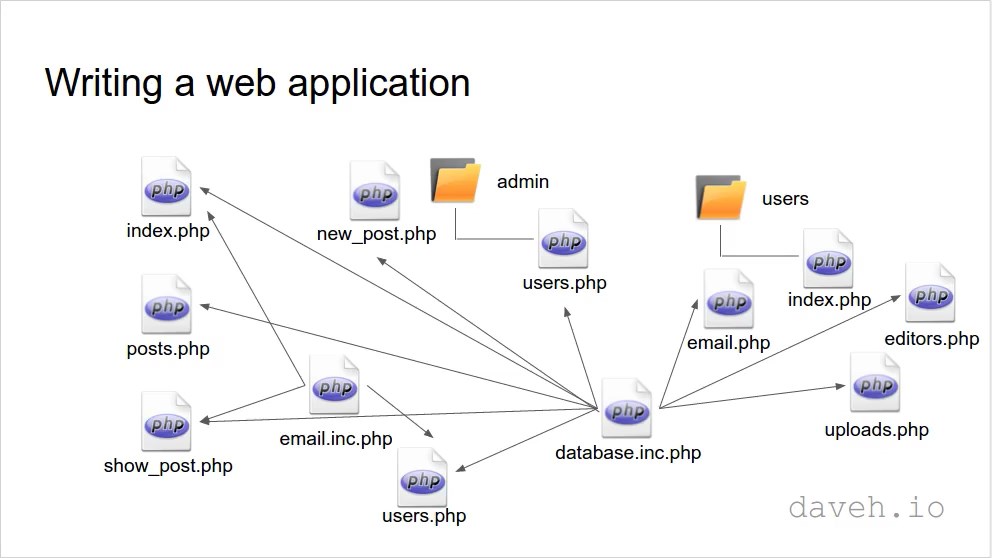 Writing a web application
php
index.php
php
new_post.php
admin
php
users.php
users
php
index.php
php
email.php
php
editors.php
php
posts.php
php
email.inc.php
php
show_post.php
php
users.php
php
database.inc.php
php
uploads.php
daveh.io